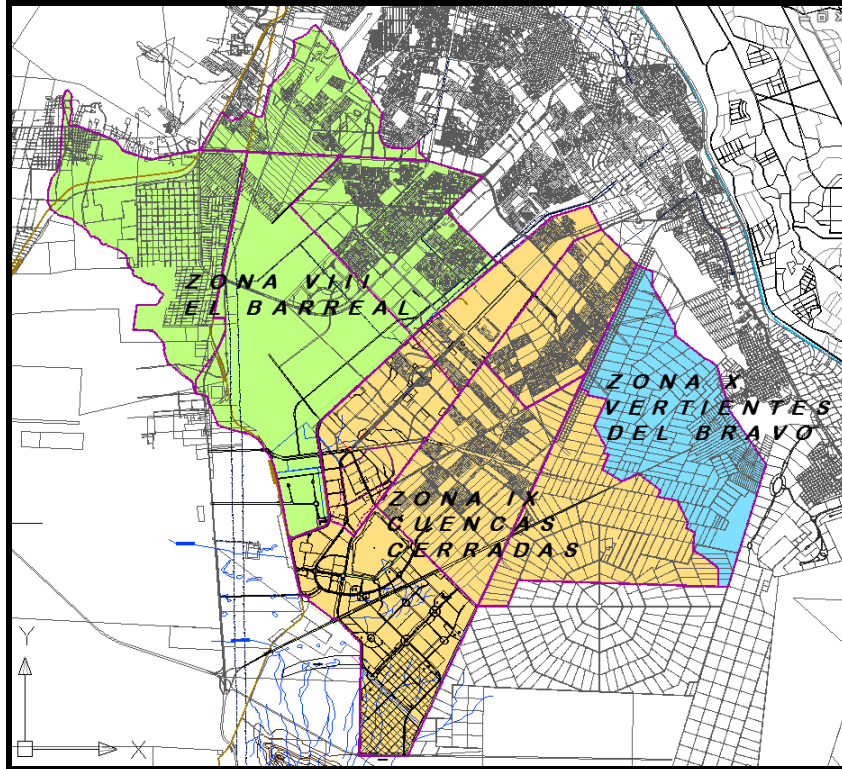 ZONA VIII
EL BARREAL
ZONA X
VERTIENTES
DEL BRAVO
ZONA IX
CUENCAS
CERRADAS
Y
X